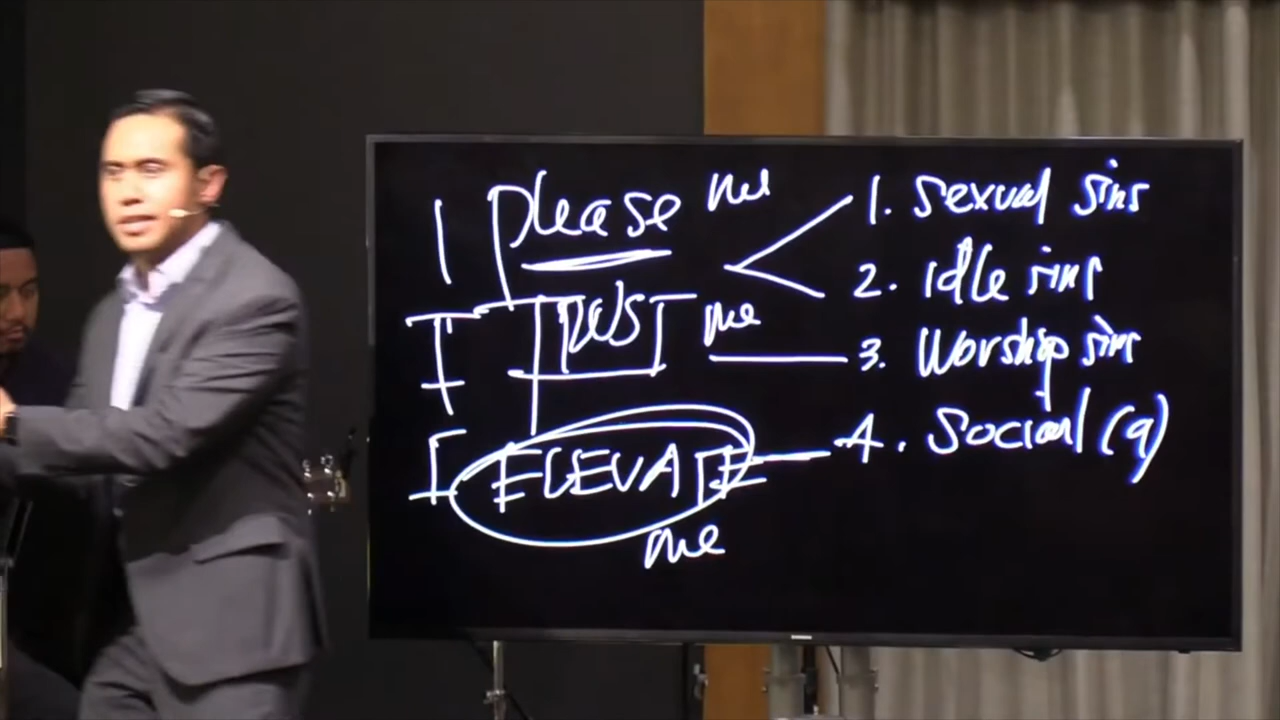 I please me
I TRUST me
I ELEVATE me
1. Sexual sins
2. Idle sins
3. Worship sins
4. Social (9)